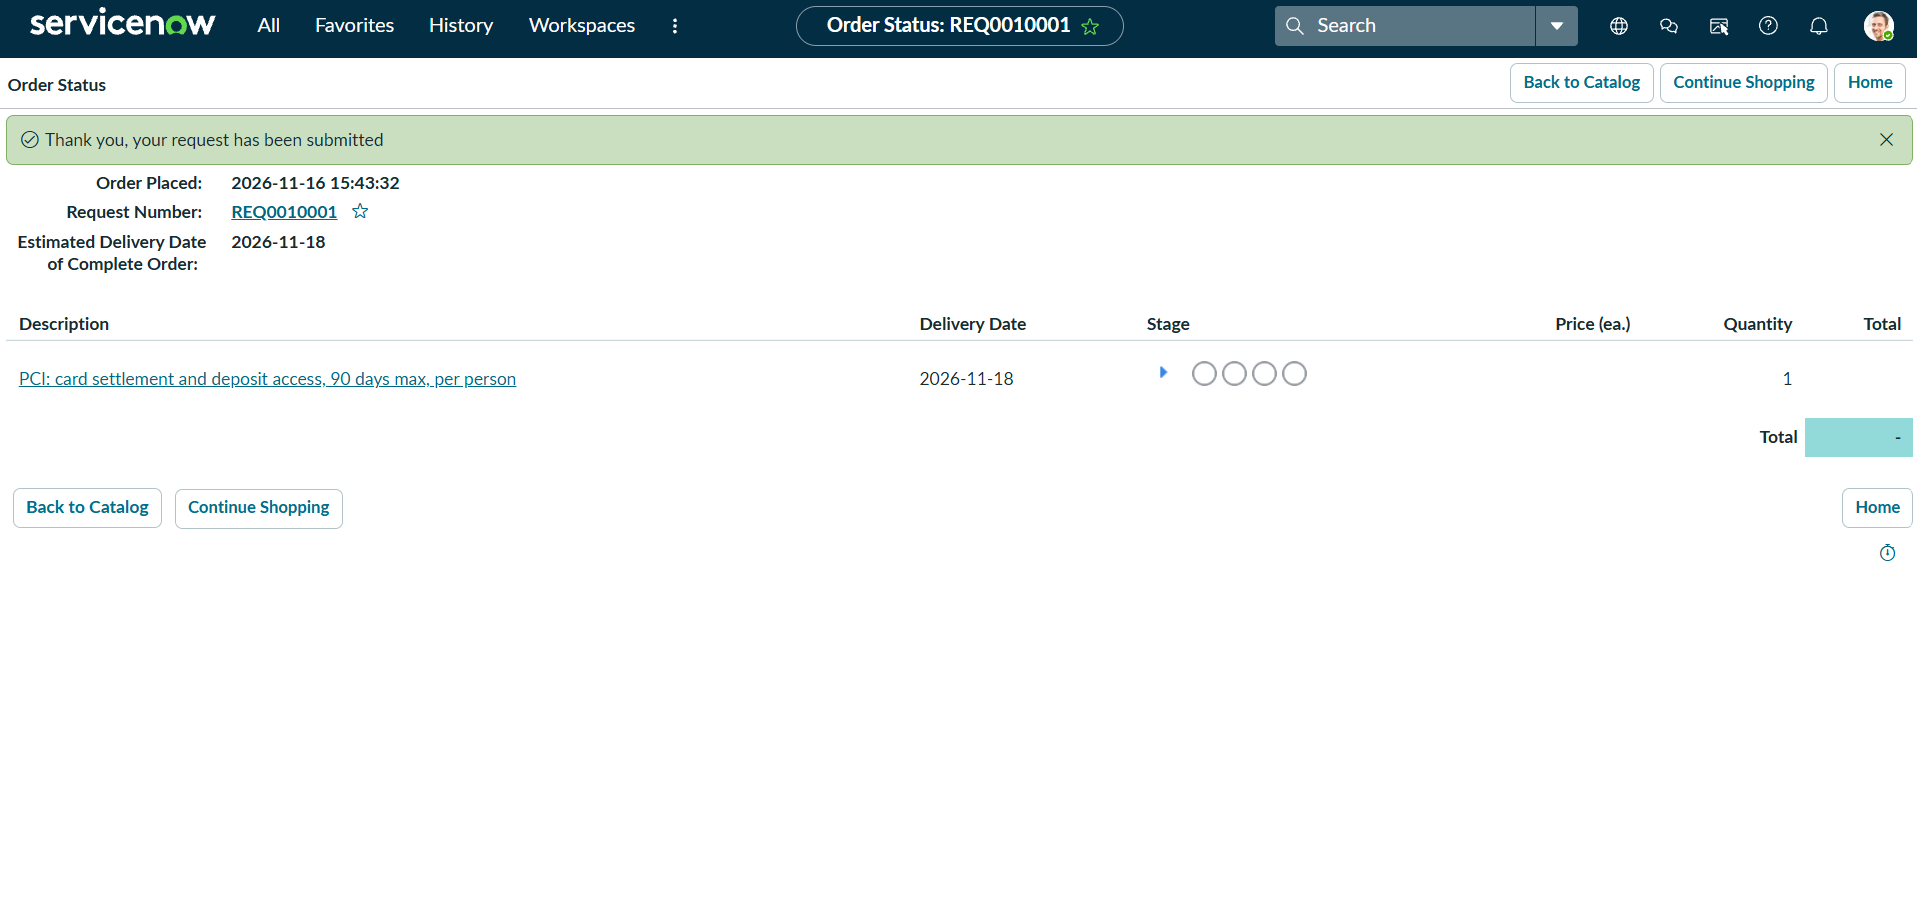 servicenow All Favorites History Workspaces Order Status: REQ0010001 Search
Order Status Back to Catalog Continue Shopping Home
Thank you, your request has been submitted
Order Placed: 2026-11-16 15:43:32
Request Number: REQ0010001
Estimated Delivery Date 2026-11-18
of Complete Order:
Description Delivery Date Stage Price (ea.) Quantity Total
PCI: card settlement and deposit access, 90 days max, per person 2026-11-18 1
Total -
Back to Catalog Continue Shopping Home